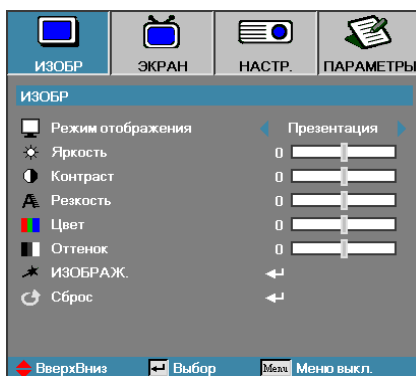 ИЗОБР ЭКРАН НАСТР. ПАРАМЕТРЫ
ИЗОБР
Режим отображения Презентация
Яркость 0
Контраст 0
Резкость 0
Цвет 0
Оттенок 0
ИЗОБРАЖ.
Сброс
ВверхВниз Выбор Menu Меню выкл.